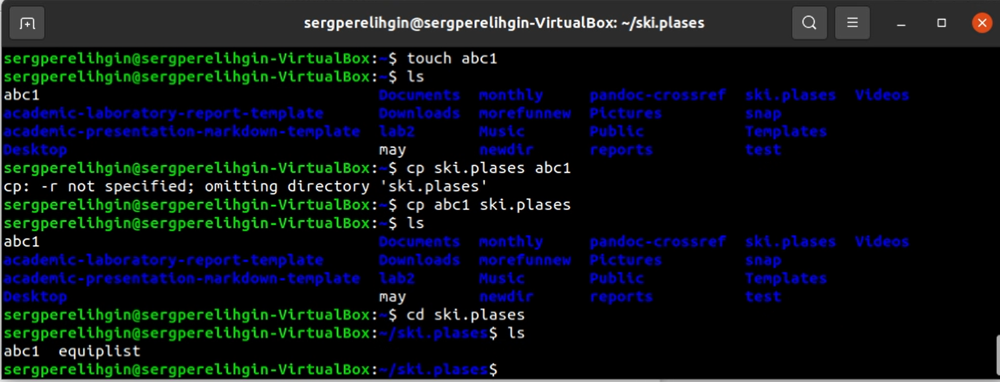 sergperelihgin@sergperelihgin-VirtualBox: ~/ski.plases
sergperelihgin@sergperelihgin-VirtualBox:~$ touch abc1
sergperelihgin@sergperelihgin-VirtualBox:~$ ls
abc1 Documents monthly pandoc-crossref ski.plases Videos
academic-laboratory-report-template Downloads morefunnew Pictures snap
academic-presentation-markdown-template lab2 Music Public Templates
Desktop may newdir reports test
sergperelihgin@sergperelihgin-VirtualBox:~$ cp ski.plases abc1
cp: -r not specified; omitting directory 'ski.plases'
sergperelihgin@sergperelihgin-VirtualBox:~$ cp abc1 ski.plases
sergperelihgin@sergperelihgin-VirtualBox:~$ ls
abc1 Documents monthly pandoc-crossref ski.plases Videos
academic-laboratory-report-template Downloads morefunnew Pictures snap
academic-presentation-markdown-template lab2 Music Public Templates
Desktop may newdir reports test
sergperelihgin@sergperelihgin-VirtualBox:~$ cd ski.plases
sergperelihgin@sergperelihgin-VirtualBox:~/ski.plases$ ls
abc1 equiplist
sergperelihgin@sergperelihgin-VirtualBox:~/ski.plases$